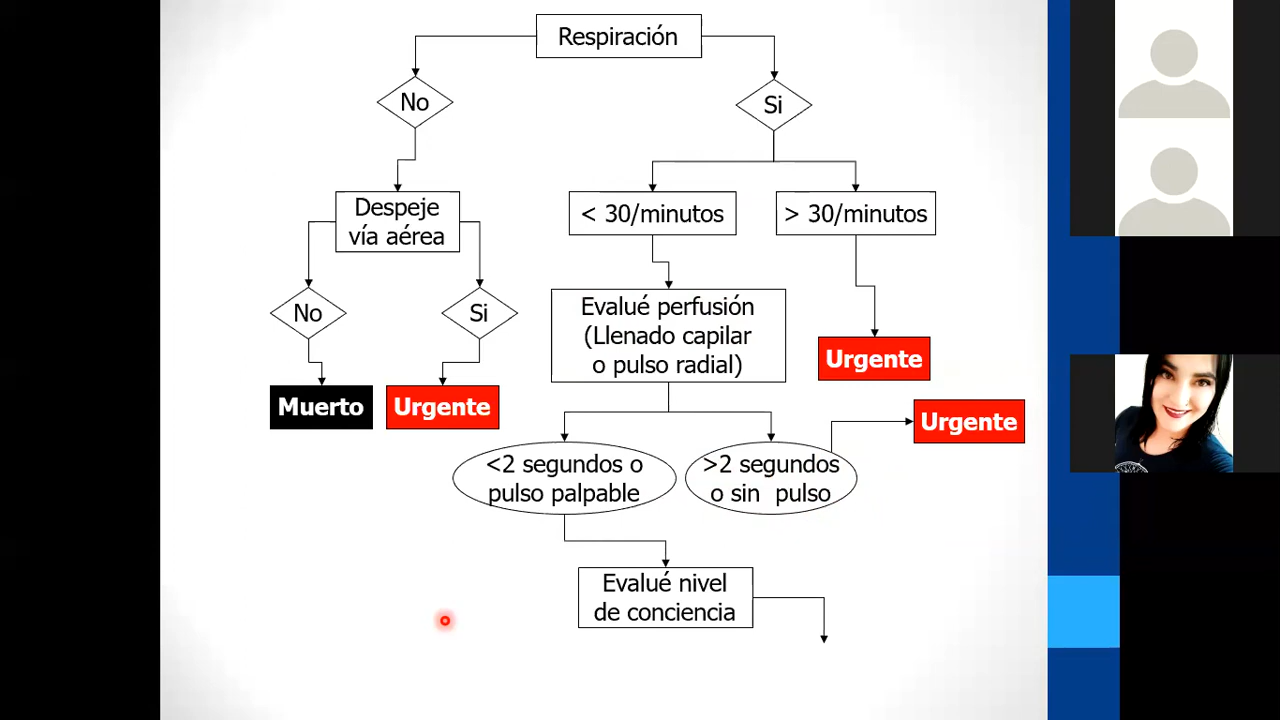 Respiración
No
Si
Despeje
vía aérea
< 30/minutos
> 30/minutos
No
Si
Evalué perfusión
(Llenado capilar
o pulso radial)
Urgente
Muerto
Urgente
Urgente
<2 segundos o
pulso palpable
>2 segundos
o sin pulso
Evalué nivel
de conciencia